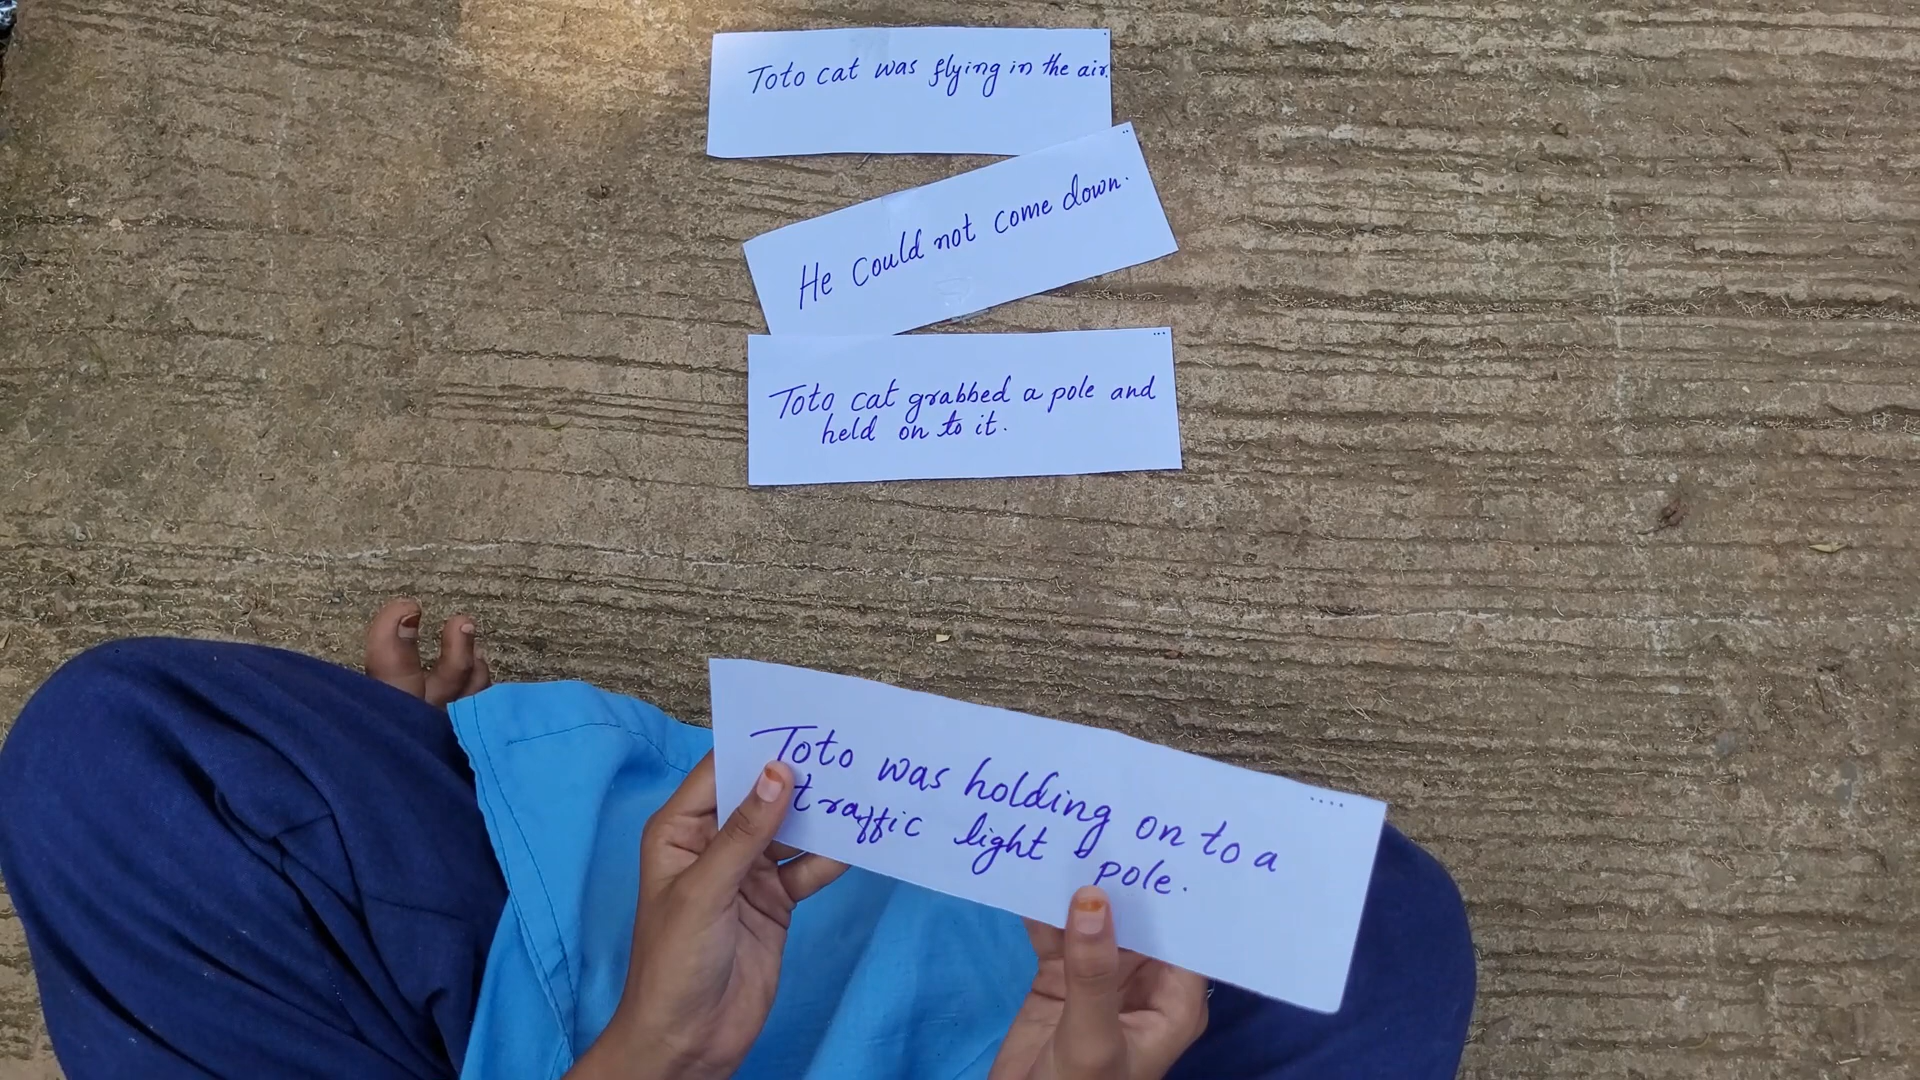 Toto cat was flying in the air.
He could not come down.
Toto cat grabbed a pole and
held on to it.
Toto was holding on to a
traffic light pole.